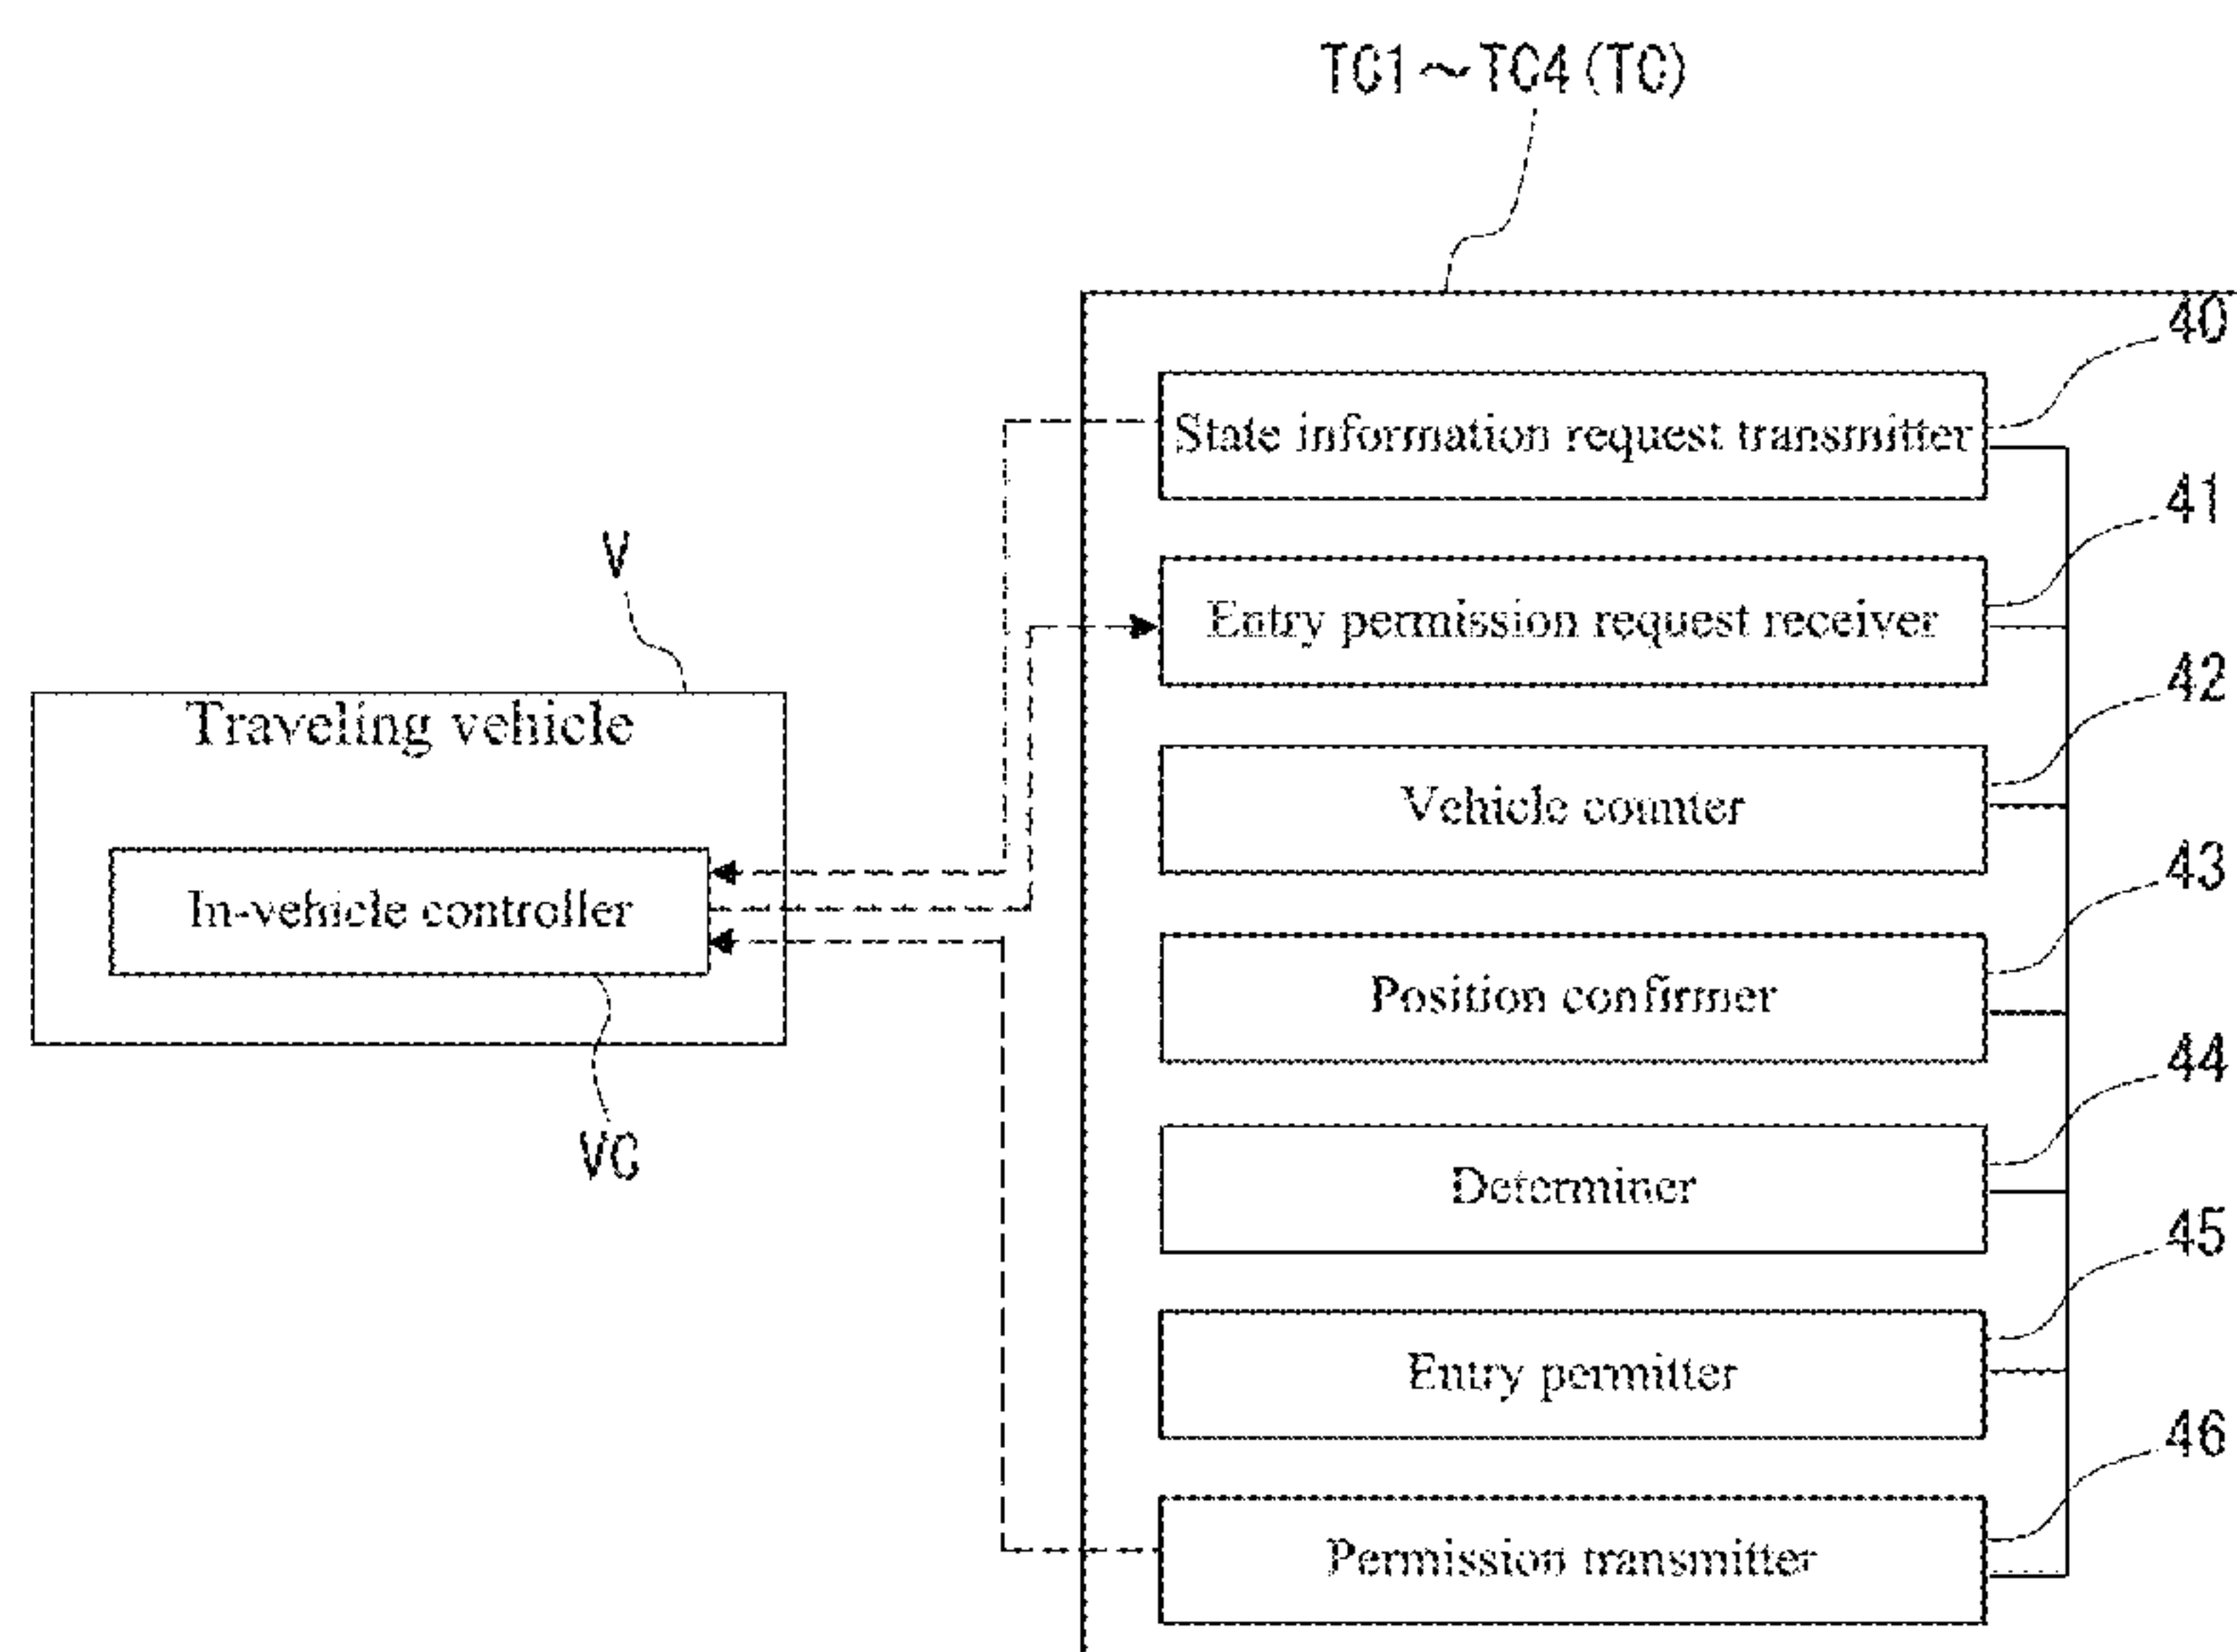 TC1～TC4(TC)
40
State information request transmitter
41
Entry permission request receiver
V
42
Traveling vehicle
Vehicle counter
43
In-vehicle controller
Position confirmer
44
VC
Determiner
45
Entry permitter
46
Permission transmitter